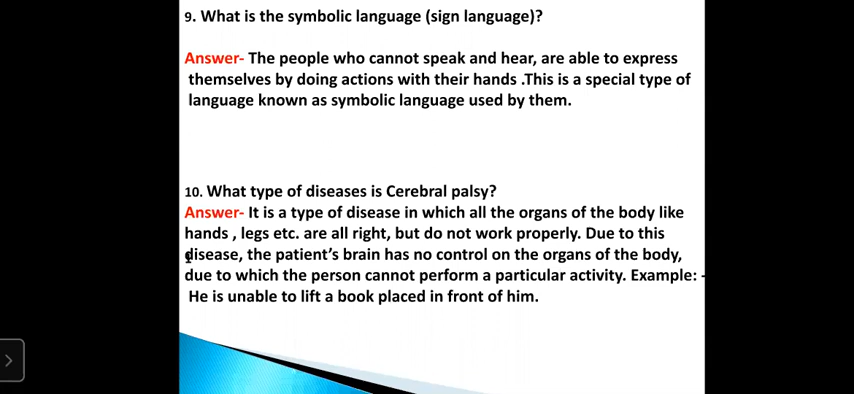 9. What is the symbolic language (sign language)?
Answer- The people who cannot speak and hear, are able to express
themselves by doing actions with their hands .This is a special type of
language known as symbolic language used by them.
10. What type of diseases is Cerebral palsy?
Answer- It is a type of disease in which all the organs of the body like
hands , legs etc. are all right, but do not work properly. Due to this
disease, the patient’s brain has no control on the organs of the body,
due to which the person cannot perform a particular activity. Example: -
He is unable to lift a book placed in front of him.